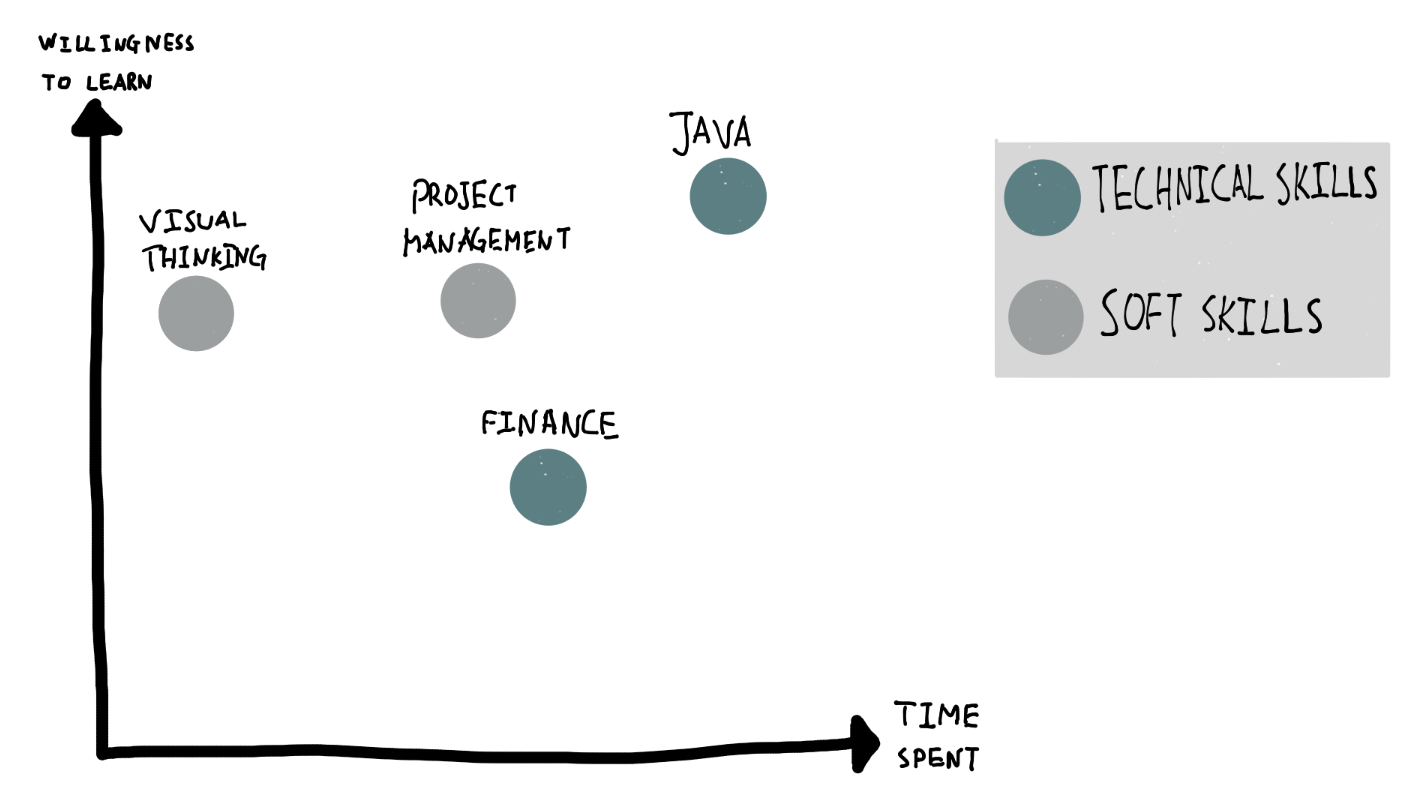 WILLINGNESS
TO LEARN
JAVA
PROJECT
MANAGEMENT
VISUAL
THINKING
FINANCE
TECHNICAL SKILLS
SOFT SKILLS
TIME
SPENT